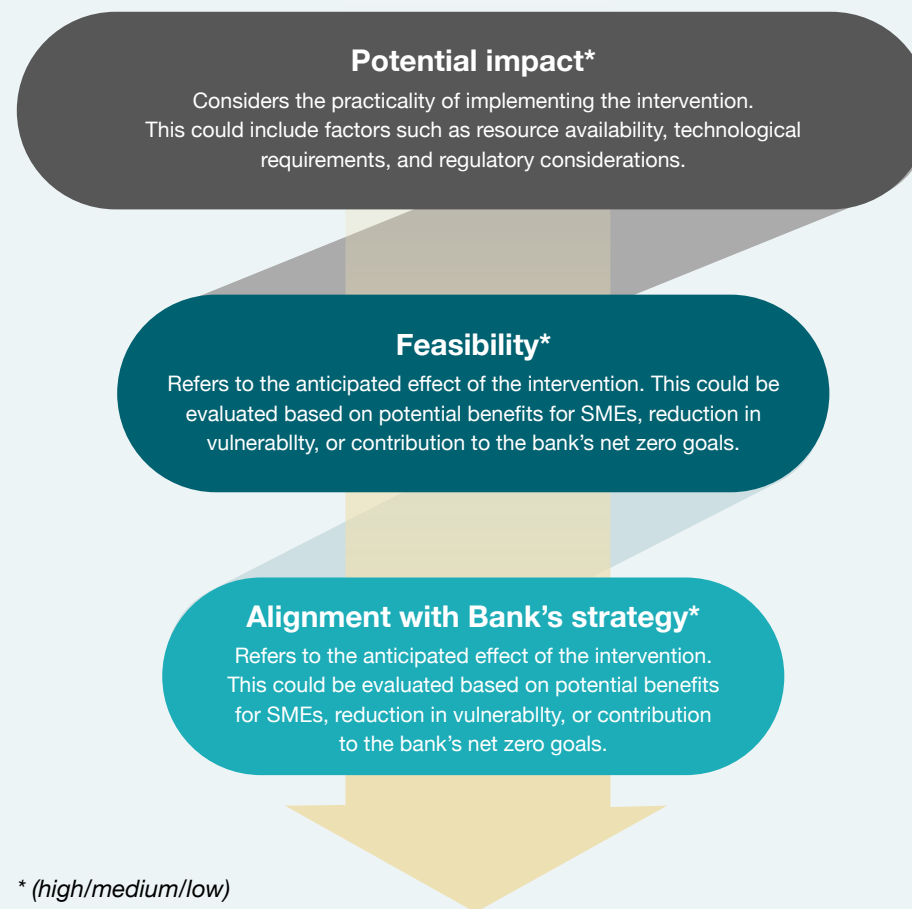 Potential impact*
Considers the practicality of implementing the intervention.
This could include factors such as resource availability, technological
requirements, and regulatory considerations.
Feasibility*
Refers to the anticipated effect of the intervention. This could be
evaluated based on potential benefits for SMEs, reduction in
vulnerabllty, or contribution to the bank’s net zero goals.
Alignment with Bank’s strategy*
Refers to the anticipated effect of the intervention.
This could be evaluated based on potential benefits
for SMEs, reduction in vulnerabllty, or contribution
to the bank’s net zero goals.
* (high/medium/low)